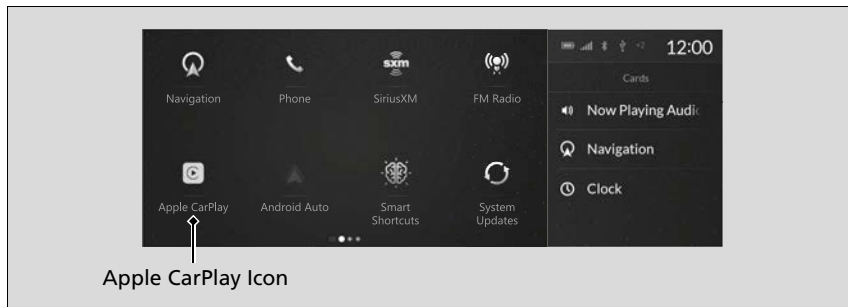 12:00
Navigation
Phone
sxm
SiriusXM
FM Radio
Cards
Now Playing Audi
Navigation
Clock
Apple CarPlay
Android Auto
Smart
Shortcuts
System
Updates
Apple CarPlay Icon